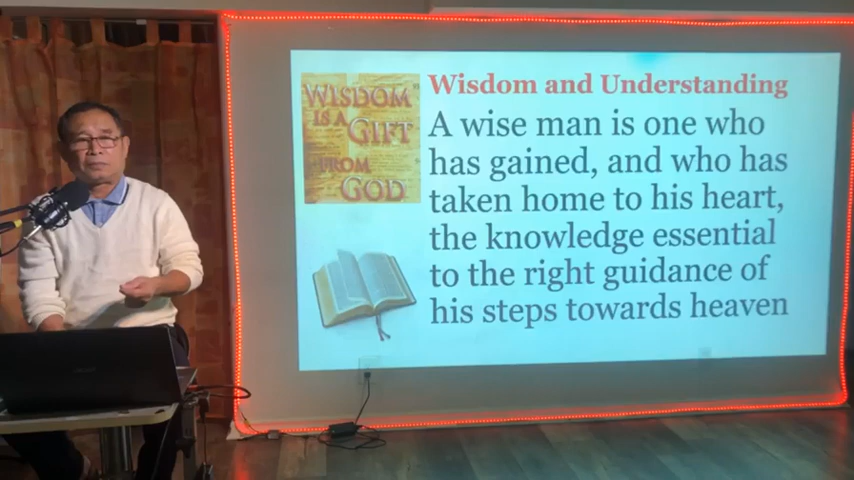 WISDOM
IS A
GIFT
FROM
GOD
Wisdom and Understanding
A wise man is one who
has gained, and who has
taken home to his heart,
the knowledge essential
to the right guidance of
his steps towards heaven